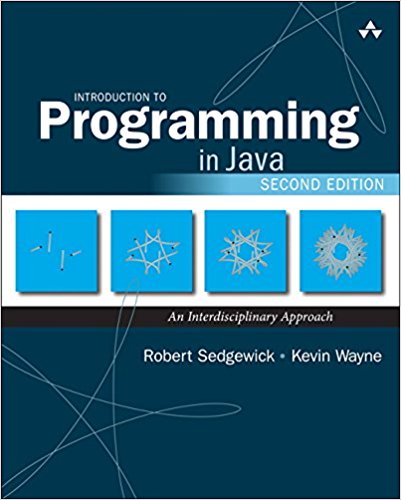 INTRODUCTION TO
Programming
in Java
SECOND EDITION
An Interdisciplinary Approach
Robert Sedgewick • Kevin Wayne